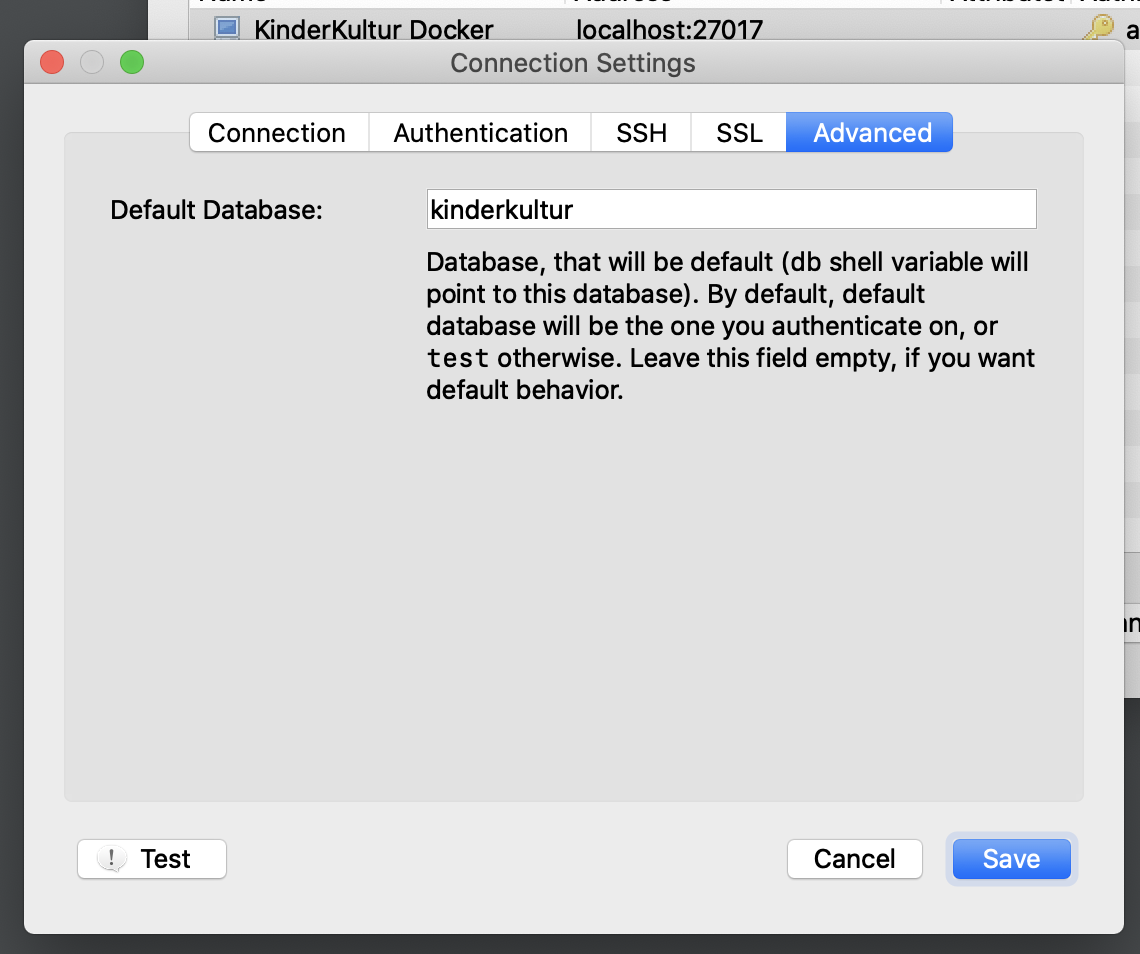 KinderKultur Docker localhost:27017
Connection Settings
Connection Authentication SSH SSL Advanced
Default Database: kinderkultur
Database, that will be default (db shell variable will
point to this database). By default, default
database will be the one you authenticate on, or
test otherwise. Leave this field empty, if you want
default behavior.
! Test Cancel Save